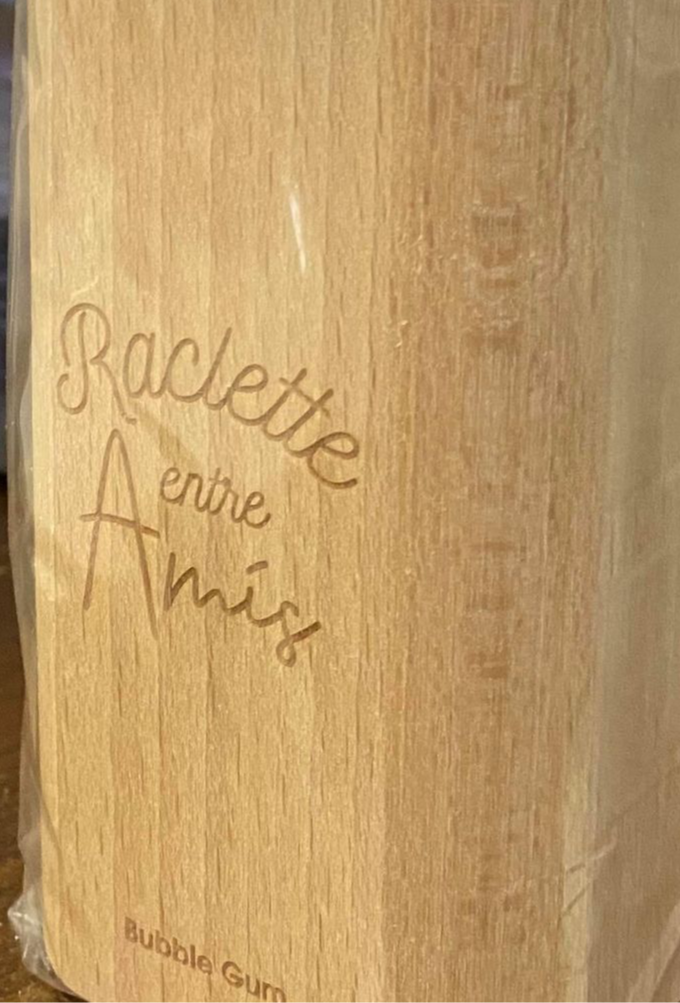 Raclette
entre
Amis
Bubble Gum